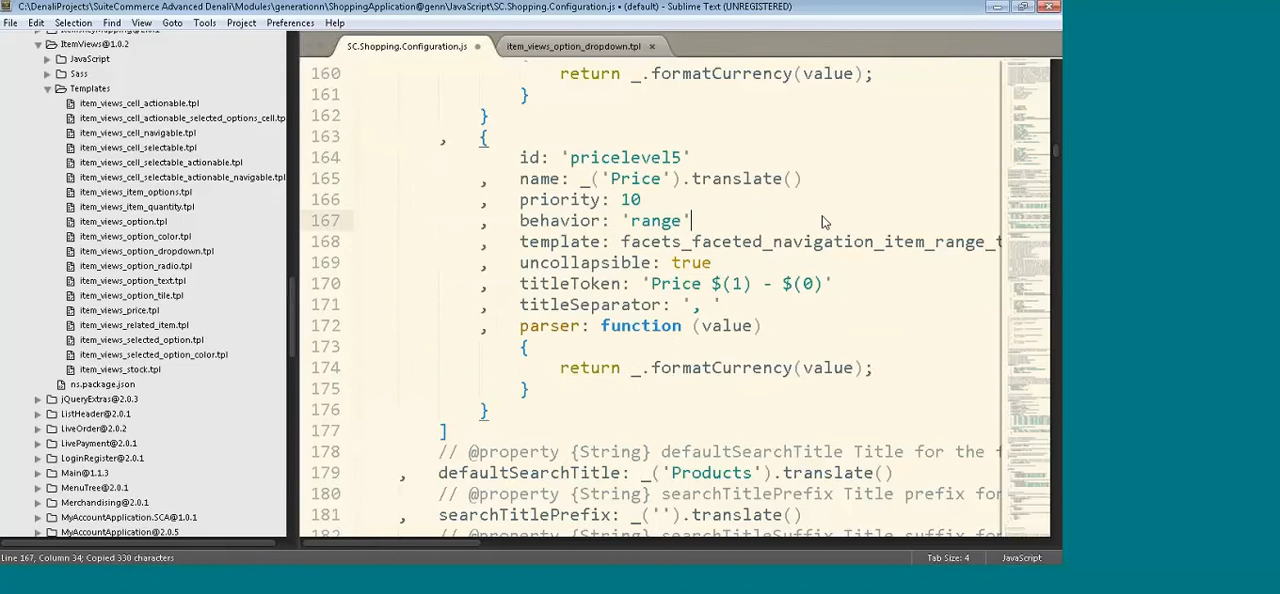 C:\DenaliProjects\SuiteCommerce Advanced Denali\Modules\generationn\ShoppingApplication@genn\JavaScript\SC.Shopping.Configuration.js • (default) - Sublime Text (UNREGISTERED)
File Edit Selection Find View Goto Tools Project Preferences Help
ItemViews@1.0.2
JavaScript
Sass
Templates
item_views_cell_actionable.tpl
item_views_cell_actionable_selected_options_cell.tp
item_views_cell_navigable.tpl
item_views_cell_selectable.tpl
item_views_cell_selectable_actionable.tpl
item_views_cell_selectable_actionable_navigable.tpl
item_views_item_options.tpl
item_views_item_quantity.tpl
item_views_option.tpl
item_views_option_color.tpl
item_views_option_dropdown.tpl
item_views_option_radio.tpl
item_views_option_text.tpl
item_views_option_tile.tpl
item_views_price.tpl
item_views_related_item.tpl
item_views_selected_option.tpl
item_views_selected_option_color.tpl
item_views_stock.tpl
ns.package.json
jQueryExtras@2.0.3
ListHeader@2.0.1
LiveOrder@2.0.2
LivePayment@2.0.1
LoginRegister@2.0.2
Main@1.1.3
MenuTree@2.0.1
Merchandising@2.0.1
MyAccountApplication.SCA@1.0.1
MyAccountApplication@2.0.5
SC.Shopping.Configuration.js
item_views_option_dropdown.tpl ×
160 return _.formatCurrency(value);
161 }
162 }
163 , {
164 id: 'pricelevel5'
165 , name: _('Price').translate()
166 , priority: 10
167 , behavior: 'range'
168 , template: facets_faceted_navigation_item_range_t
169 , uncollapsible: true
170 , titleToken: 'Price $(1) - $(0)'
171 , titleSeparator: ', '
172 , parser: function (value)
173 {
174 return _.formatCurrency(value);
175 }
176 }
177 ]
178 // @property {String} defaultSearchTitle Title for the f
179 , defaultSearchTitle: _('Products').translate()
180 // @property {String} searchTitlePrefix Title prefix for
181 , searchTitlePrefix: _('').translate()
182 // @property {String} searchTitleSuffix Title suffix fo
Line 167, Column 34; Copied 330 characters
Tab Size: 4 JavaScript